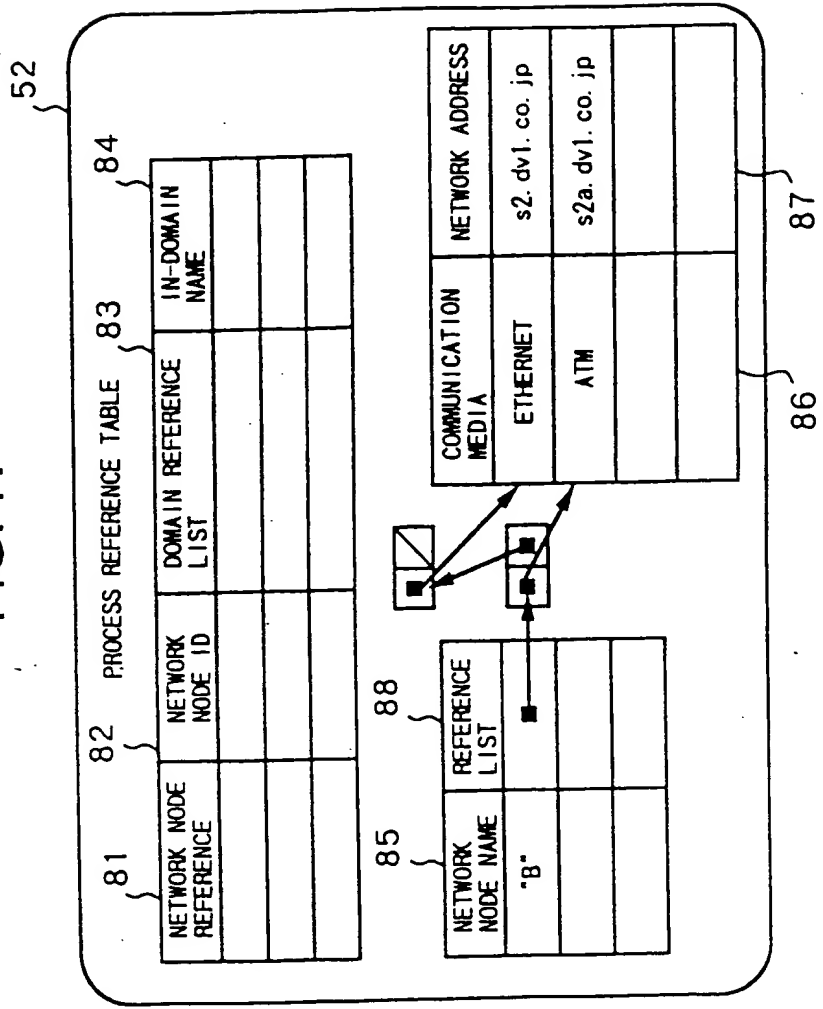 52
PROCESS REFERENCE TABLE
81
82
83
84
NETWORK NODE REFERENCE
NETWORK NODE ID
DOMAIN REFERENCE LIST
IN-DOMAIN NAME
85
88
NETWORK NODE NAME
REFERENCE LIST
"B"
COMMUNICATION MEDIA
NETWORK ADDRESS
ETHERNET
s2. dv1. co. jp
ATM
s2a. dv1. co. jp
86
87